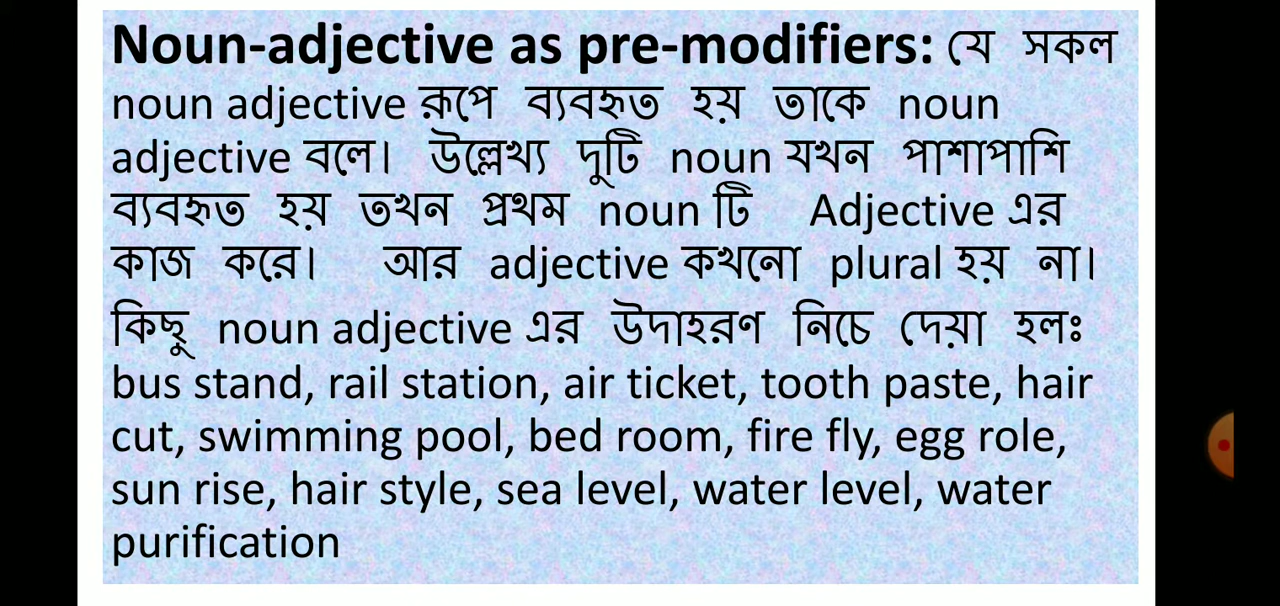 Noun-adjective as pre-modifiers: যে সকল
noun adjective রূপে ব্যবহৃত হয় তাকে noun
adjective বলে। উল্লেখ্য দুটি noun যখন পাশাপাশি
ব্যবহৃত হয় তখন প্রথম noun টি Adjective এর
কাজ করে। আর adjective কখনো plural হয় না।
কিছু noun adjective এর উদাহরণ নিচে দেয়া হলঃ
bus stand, rail station, air ticket, tooth paste, hair
cut, swimming pool, bed room, fire fly, egg role,
sun rise, hair style, sea level, water level, water
purification